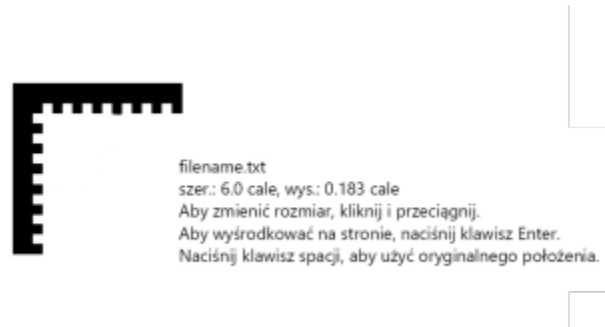 filename.txt
szer.: 6.0 cale, wys.: 0.183 cale
Aby zmienić rozmiar, kliknij i przeciągnij.
Aby wyśrodkować na stronie, naciśnij klawisz Enter.
Naciśnij klawisz spacji, aby użyć oryginalnego położenia.